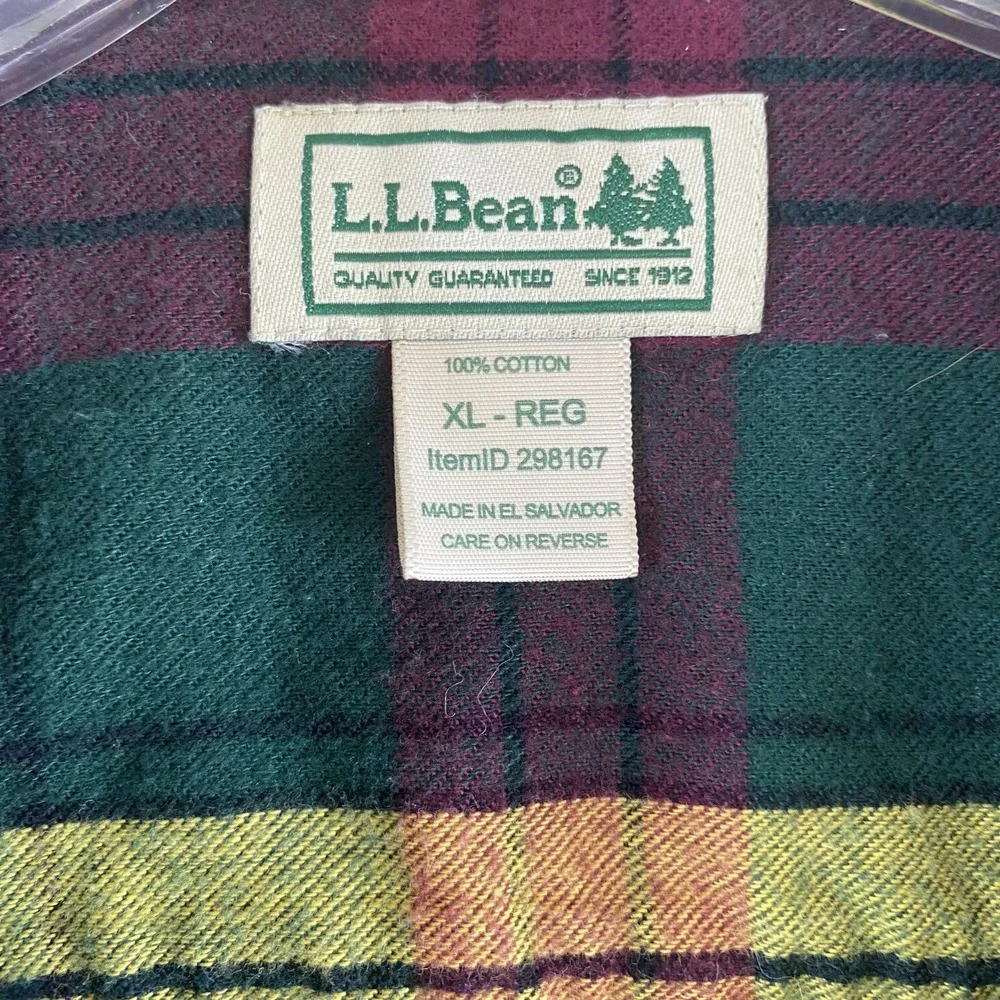 L.L.Bean®
QUALITY GUARANTEED SINCE 1912
100% COTTON
XL - REG
ItemID 298167
MADE IN EL SALVADOR
CARE ON REVERSE